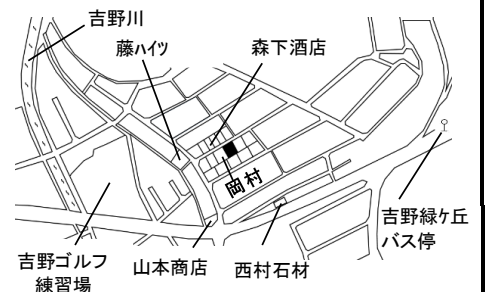 吉野川
藤ハイツ
森下酒店
岡村
吉野緑ケ丘
バス停
吉野ゴルフ
練習場
山本商店
西村石材